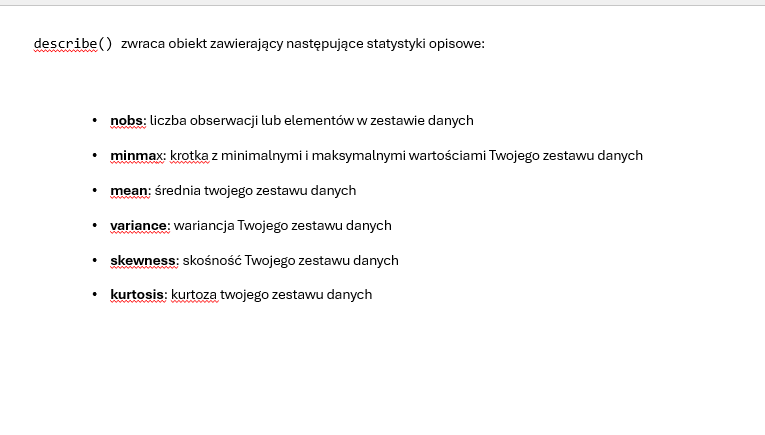 describe() zwraca obiekt zawierający następujące statystyki opisowe:
• nobs: liczba obserwacji lub elementów w zestawie danych
• minmax: krotka z minimalnymi i maksymalnymi wartościami Twojego zestawu danych
• mean: średnia twojego zestawu danych
• variance: wariancja Twojego zestawu danych
• skewness: skośność Twojego zestawu danych
• kurtosis: kurtoza twojego zestawu danych